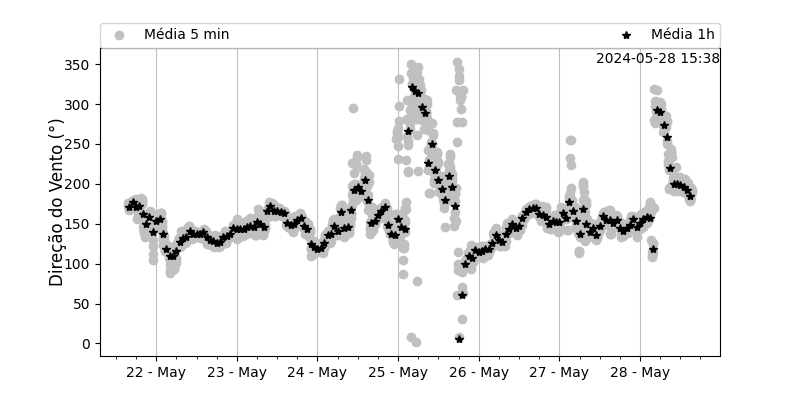 Média 5 min
Média 1h
2024-05-28 15:38
Direção do Vento (°)
350
300
250
200
150
100
50
0
22 - May
23 - May
24 - May
25 - May
26 - May
27 - May
28 - May